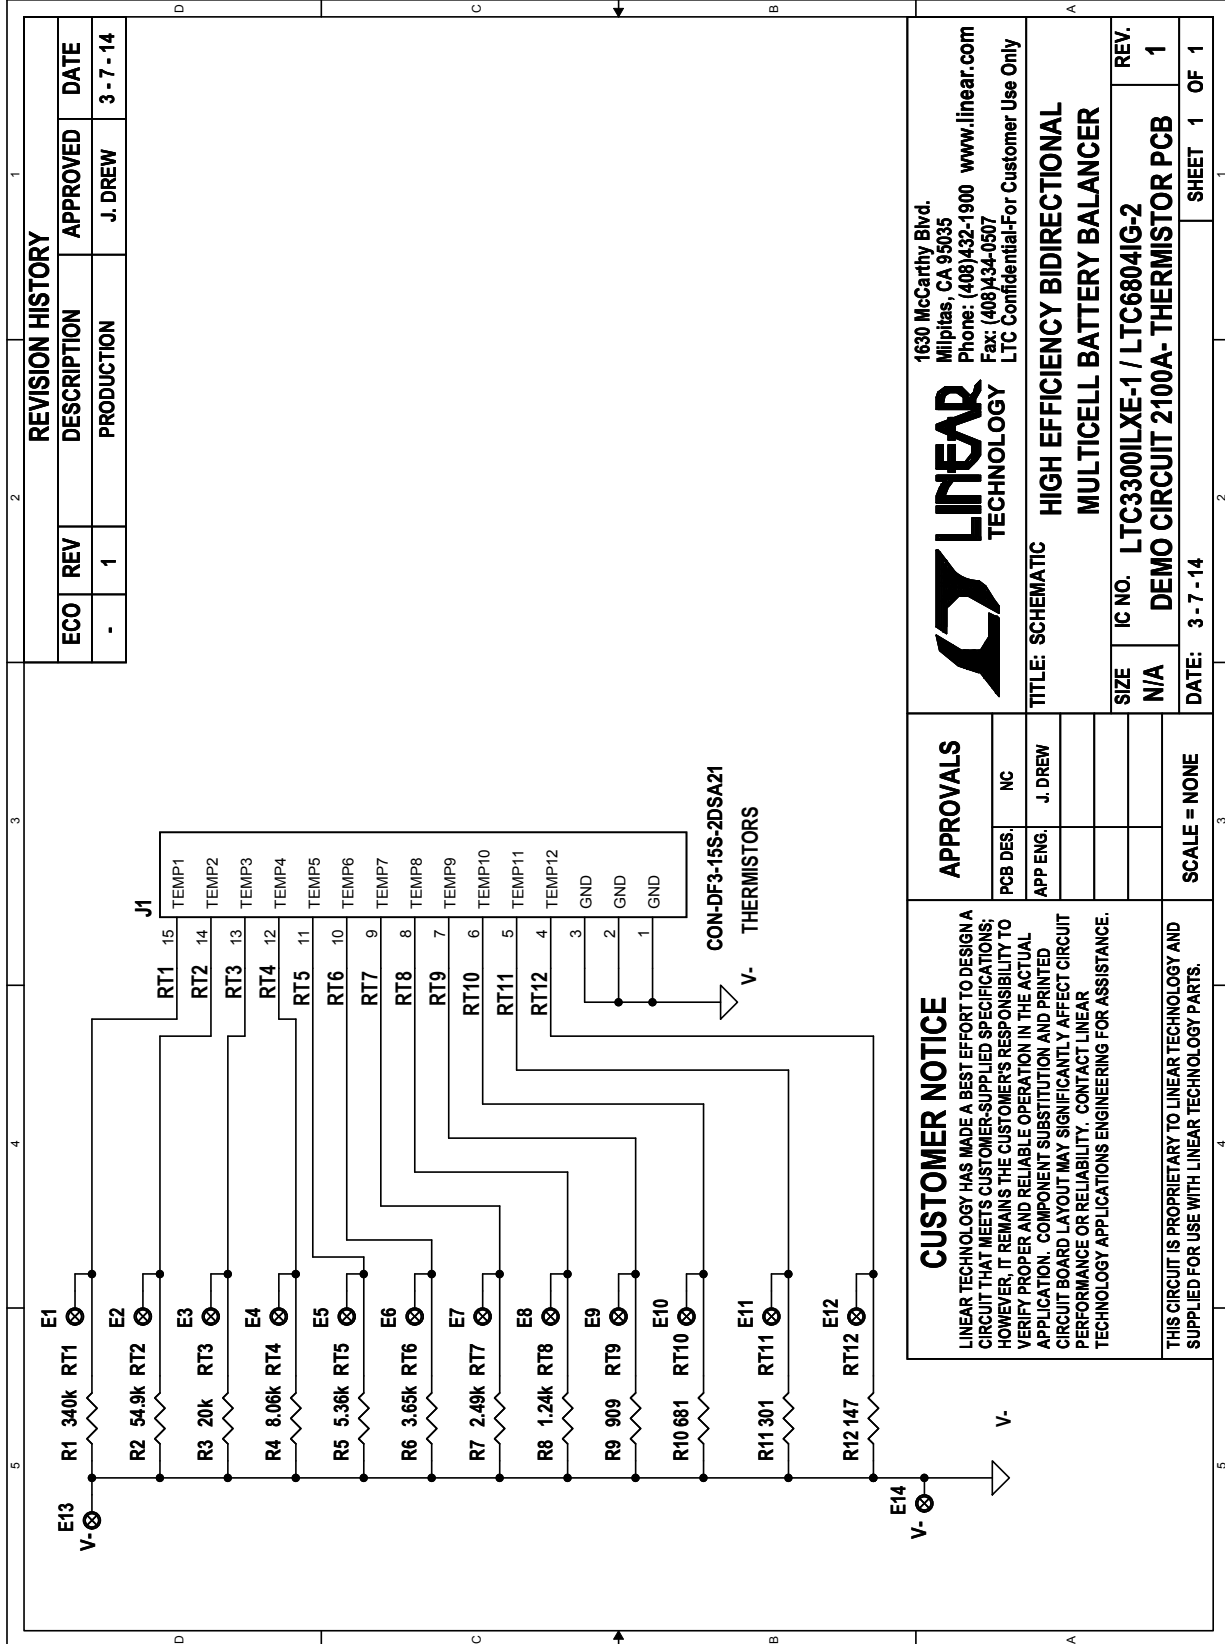 REVISION HISTORY
ECO REV DESCRIPTION APPROVED DATE
- 1 PRODUCTION J. DREW 3 - 7 - 14
5 4 3 2 1
D D
C C
B B
A A
5 4 3 2 1
E13
V-
R1 340k RT1 E1
R2 54.9k RT2 E2
R3 20k RT3 E3
R4 8.06k RT4 E4
R5 5.36k RT5 E5
R6 3.65k RT6 E6
R7 2.49k RT7 E7
R8 1.24k RT8 E8
R9 909 RT9 E9
R10 681 RT10 E10
R11 301 RT11 E11
R12 147 RT12 E12
E14
V-
V-
J1
RT1 15 TEMP1
RT2 14 TEMP2
RT3 13 TEMP3
RT4 12 TEMP4
RT5 11 TEMP5
RT6 10 TEMP6
RT7 9 TEMP7
RT8 8 TEMP8
RT9 7 TEMP9
RT10 6 TEMP10
RT11 5 TEMP11
RT12 4 TEMP12
3 GND
2 GND
1 GND
CON-DF3-15S-2DSA21
V- THERMISTORS
CUSTOMER NOTICE
LINEAR TECHNOLOGY HAS MADE A BEST EFFORT TO DESIGN A
CIRCUIT THAT MEETS CUSTOMER-SUPPLIED SPECIFICATIONS;
HOWEVER, IT REMAINS THE CUSTOMER'S RESPONSIBILITY TO
VERIFY PROPER AND RELIABLE OPERATION IN THE ACTUAL
APPLICATION. COMPONENT SUBSTITUTION AND PRINTED
CIRCUIT BOARD LAYOUT MAY SIGNIFICANTLY AFFECT CIRCUIT
PERFORMANCE OR RELIABILITY. CONTACT LINEAR
TECHNOLOGY APPLICATIONS ENGINEERING FOR ASSISTANCE.
THIS CIRCUIT IS PROPRIETARY TO LINEAR TECHNOLOGY AND
SUPPLIED FOR USE WITH LINEAR TECHNOLOGY PARTS.
APPROVALS
PCB DES. NC
APP ENG. J. DREW
SCALE = NONE
LINEAR
TECHNOLOGY
1630 McCarthy Blvd.
Milpitas, CA 95035
Phone: (408)432-1900 www.linear.com
Fax: (408)434-0507
LTC Confidential-For Customer Use Only
TITLE: SCHEMATIC
HIGH EFFICIENCY BIDIRECTIONAL
MULTICELL BATTERY BALANCER
SIZE IC NO. REV.
N/A LTC3300ILXE-1 / LTC6804IG-2 1
DEMO CIRCUIT 2100A- THERMISTOR PCB
DATE: 3 - 7 - 14 SHEET 1 OF 1